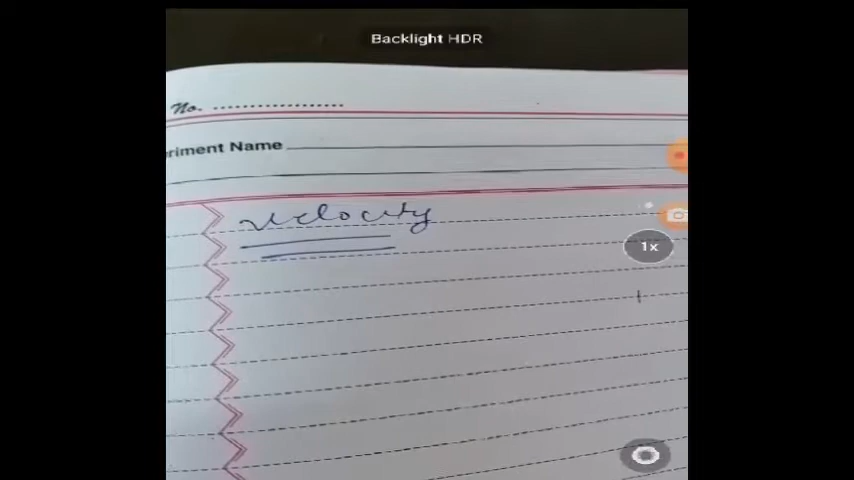 Backlight HDR
No. ........................
riment Name
velocity
1x